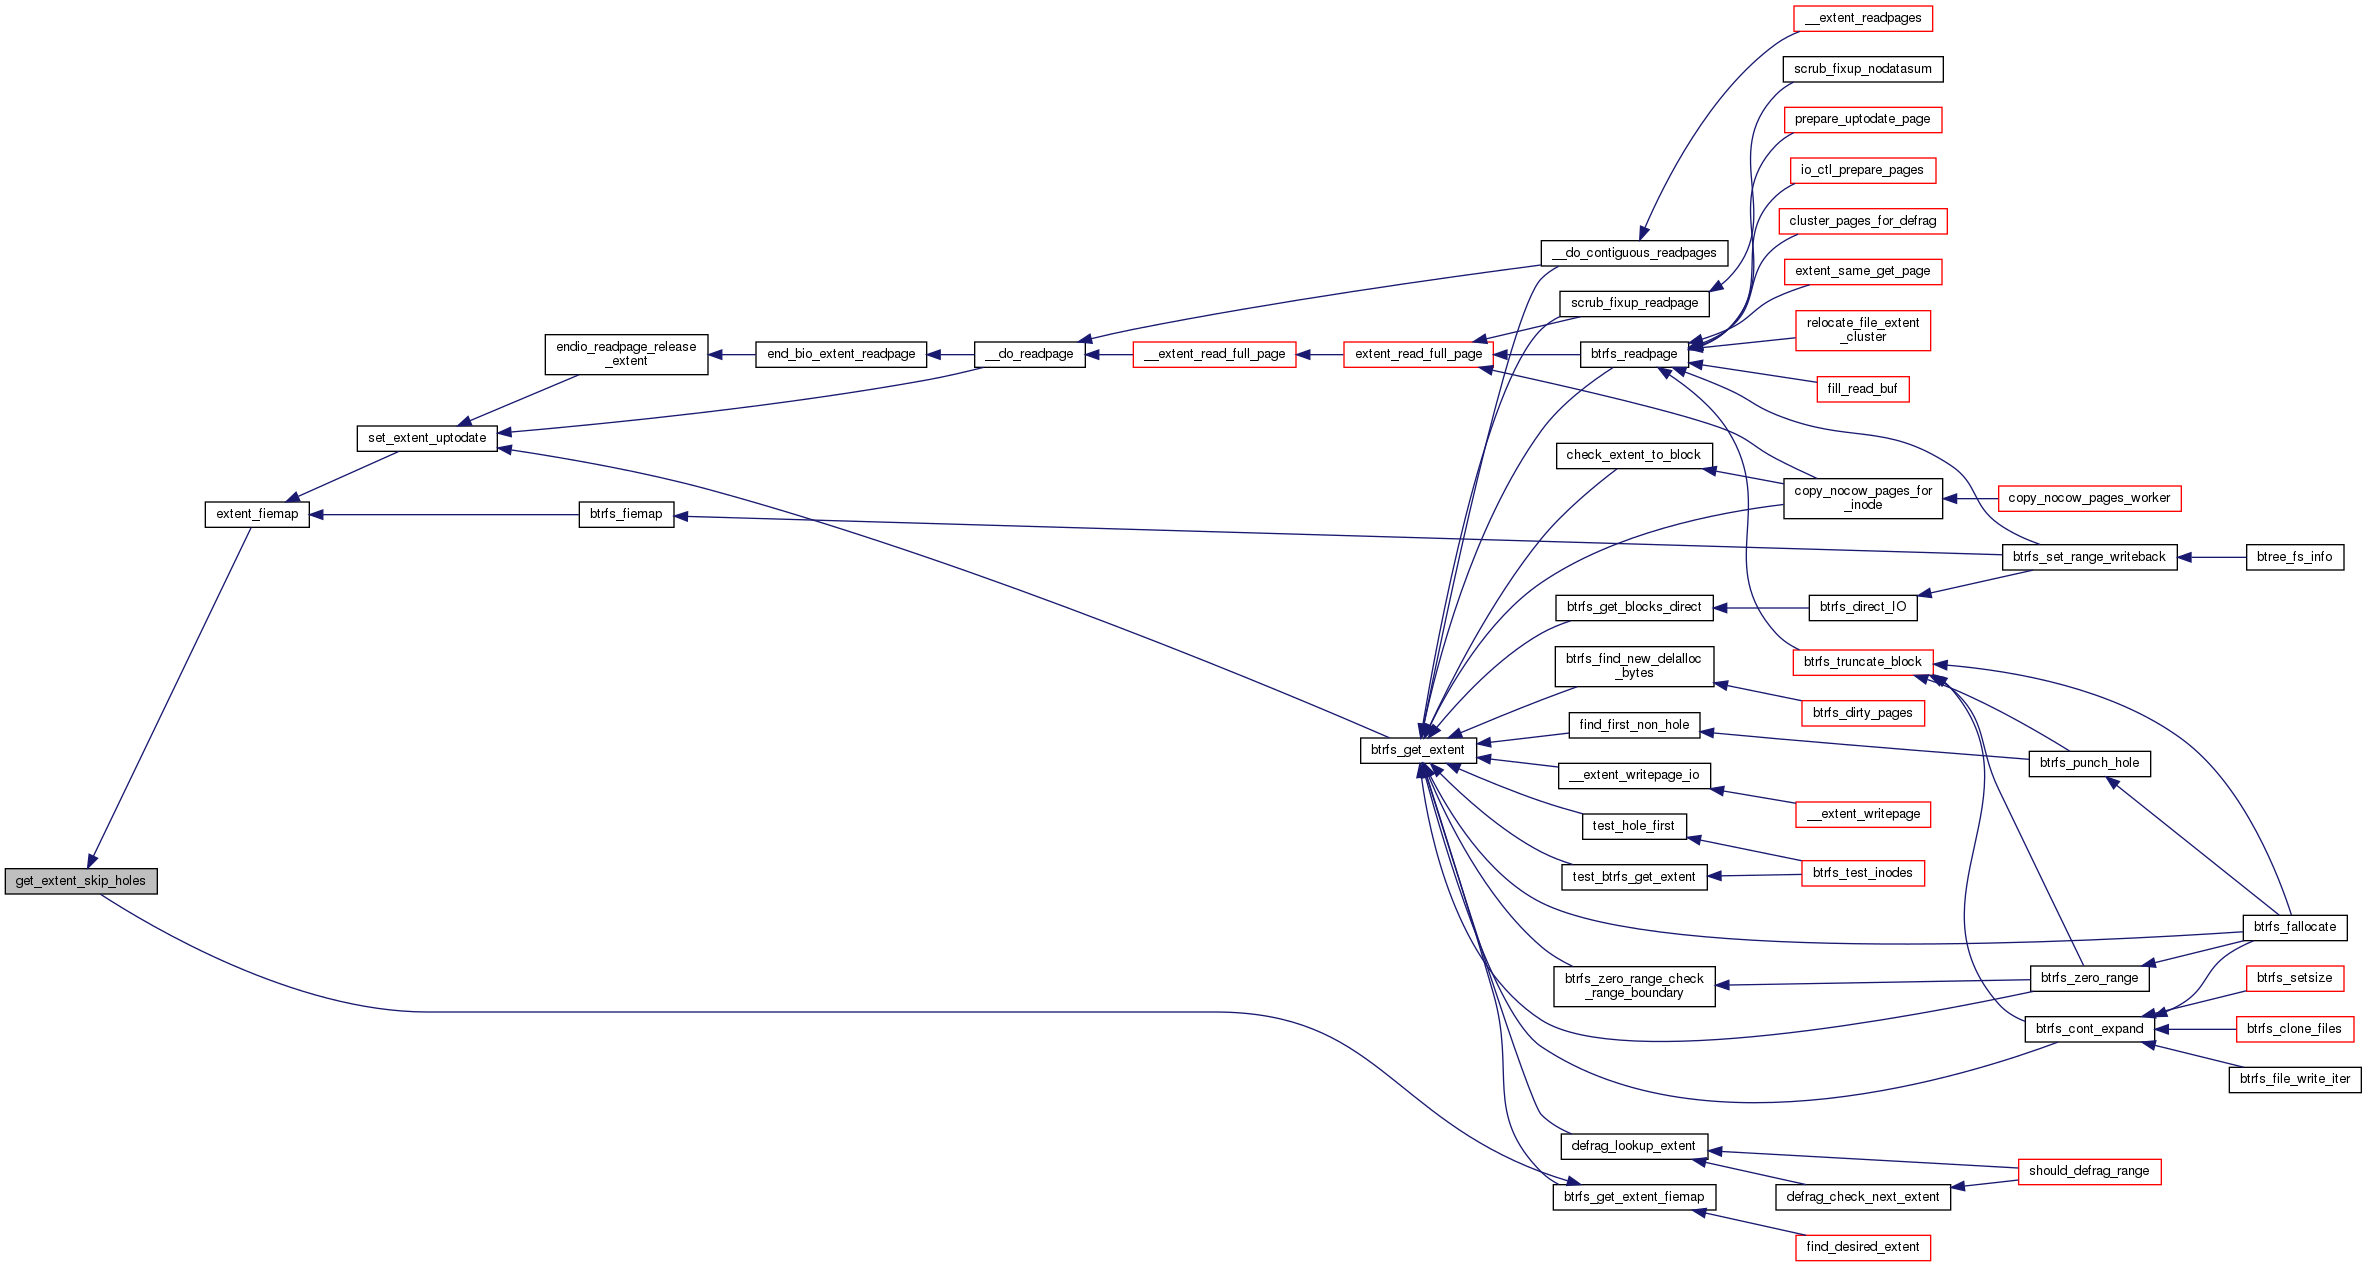 __extent_readpages
scrub_fixup_nodatasum
prepare_uptodate_page
io_ctl_prepare_pages
cluster_pages_for_defrag
__do_contiguous_readpages
extent_same_get_page
scrub_fixup_readpage
relocate_file_extent
_cluster
endio_readpage_release
_extent
end_bio_extent_readpage
__do_readpage
__extent_read_full_page
extent_read_full_page
btrfs_readpage
fill_read_buf
set_extent_uptodate
check_extent_to_block
copy_nocow_pages_for
_inode
copy_nocow_pages_worker
extent_fiemap
btrfs_fiemap
btrfs_set_range_writeback
btree_fs_info
btrfs_get_blocks_direct
btrfs_direct_IO
btrfs_find_new_delalloc
_bytes
btrfs_truncate_block
btrfs_dirty_pages
find_first_non_hole
btrfs_get_extent
btrfs_punch_hole
__extent_writepage_io
__extent_writepage
test_hole_first
get_extent_skip_holes
test_btrfs_get_extent
btrfs_test_inodes
btrfs_fallocate
btrfs_zero_range_check
_range_boundary
btrfs_zero_range
btrfs_setsize
btrfs_cont_expand
btrfs_clone_files
btrfs_file_write_iter
defrag_lookup_extent
should_defrag_range
btrfs_get_extent_fiemap
defrag_check_next_extent
find_desired_extent